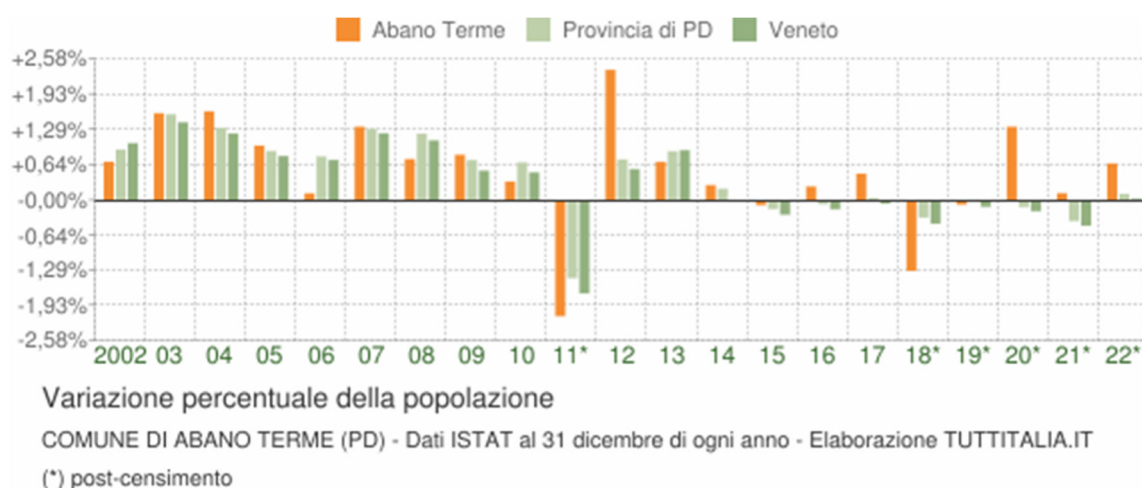 Abano Terme Provincia di PD Veneto
+2,58%
+1,93%
+1,29%
+0,64%
-0,00%
-0,64%
-1,29%
-1,93%
-2,58%
2002 03 04 05 06 07 08 09 10 11* 12 13 14 15 16 17 18* 19* 20* 21* 22*
Variazione percentuale della popolazione
COMUNE DI ABANO TERME (PD) - Dati ISTAT al 31 dicembre di ogni anno - Elaborazione TUTTITALIA.IT
(*) post-censimento